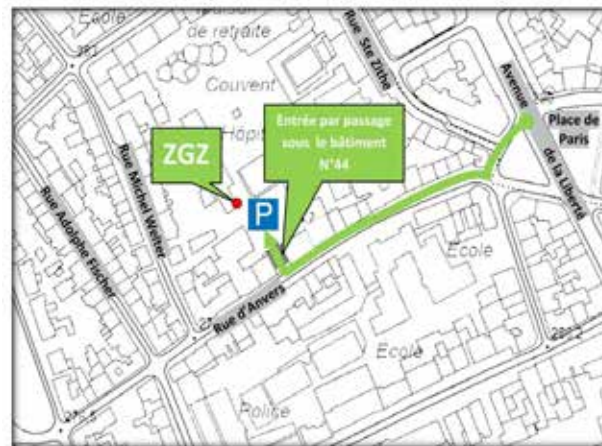 Ecole
de retraite
Couvent
Hôpit
Rue Ste Zithe
Avenue
de la Liberté
Place de
Paris
Entrée par passage
sous le bâtiment
N°44
ZGZ
P
Rue Michel Welter
Rue Adolphe Fischer
Rue d'Anvers
Ecole
Ecole
Police